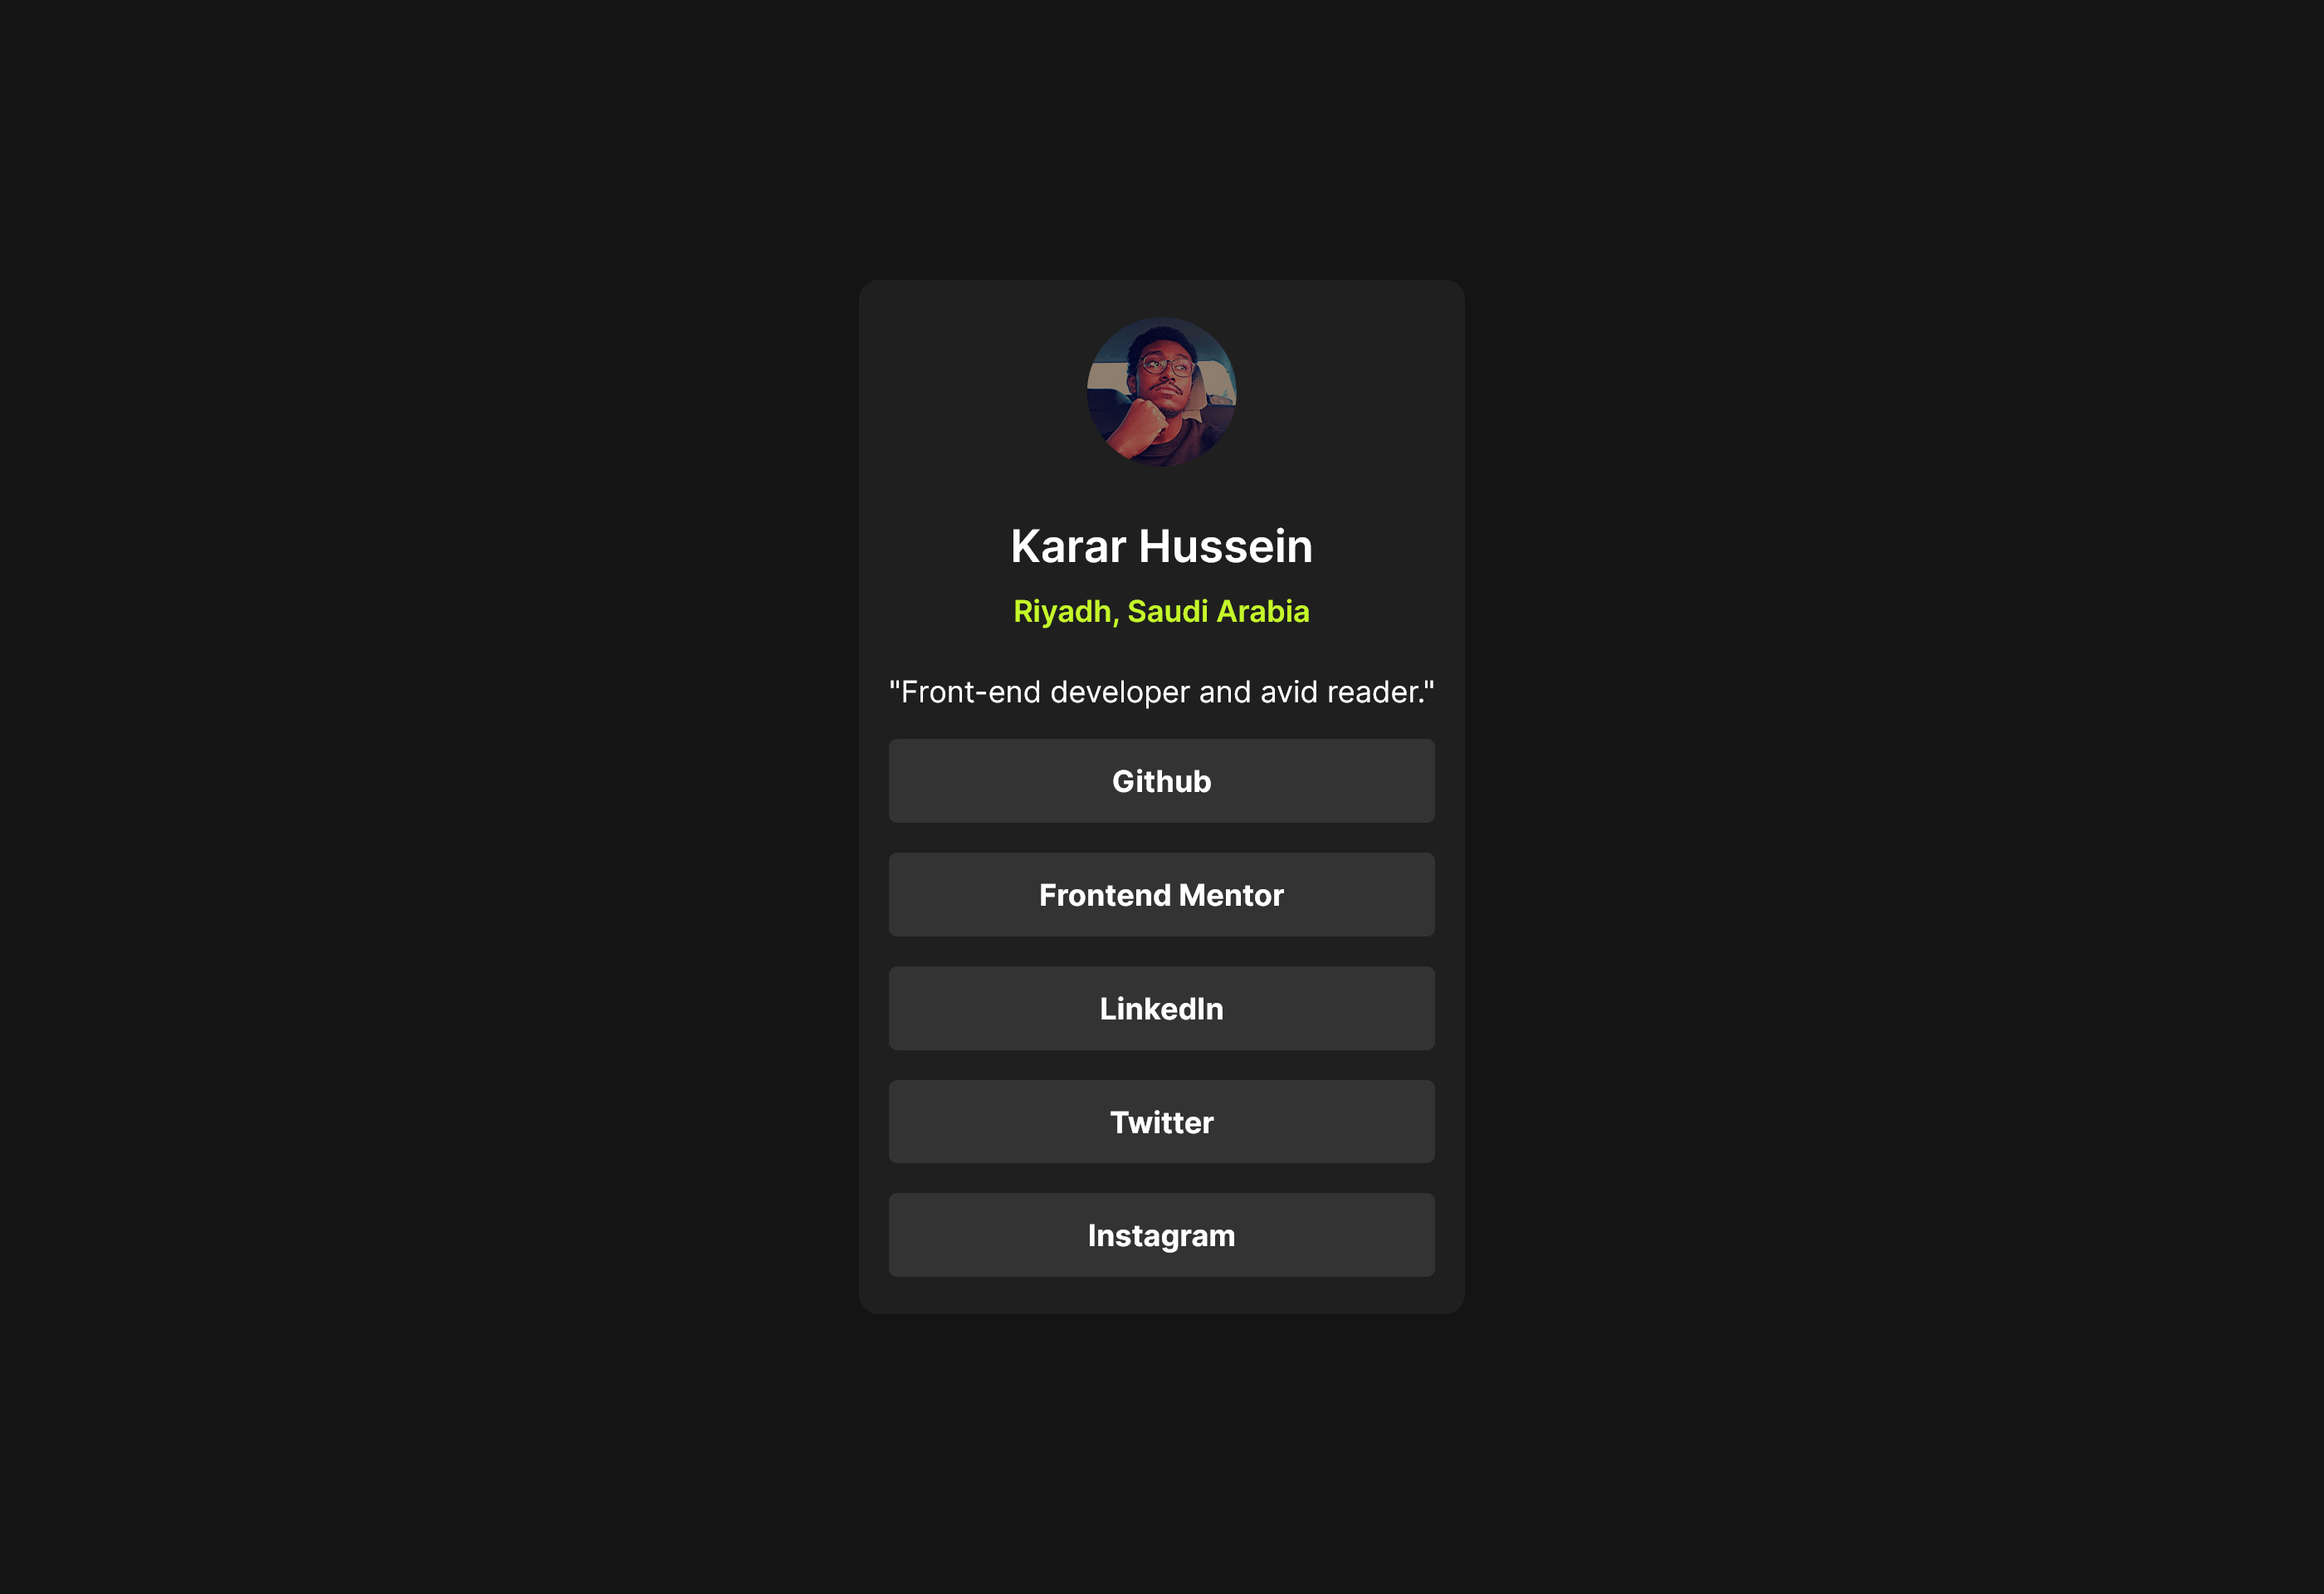 Karar Hussein
Riyadh, Saudi Arabia
"Front-end developer and avid reader."
Github
Frontend Mentor
LinkedIn
Twitter
Instagram